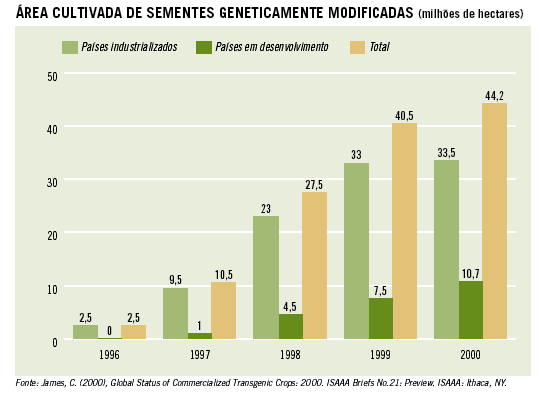 ÁREA CULTIVADA DE SEMENTES GENETICAMENTE MODIFICADAS (milhões de hectares)
Países industrializados Países em desenvolvimento Total
50
40
30
20
10
0
2,5 0 2,5
9,5 1 10,5
23 4,5 27,5
33 7,5 40,5
33,5 10,7 44,2
1996 1997 1998 1999 2000
Fonte: James, C. (2000), Global Status of Commercialized Transgenic Crops: 2000. ISAAA Briefs No.21: Preview. ISAAA: Ithaca, NY.